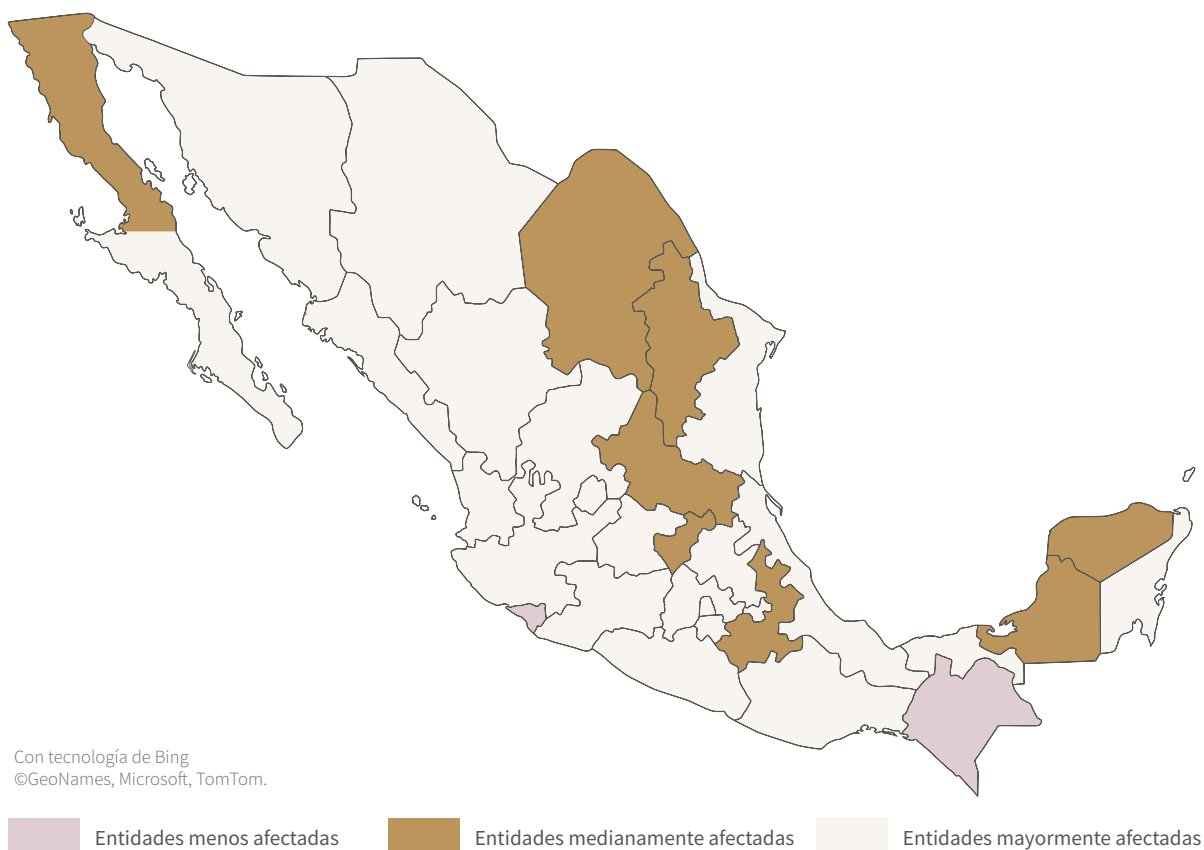 Con tecnología de Bing
©GeoNames, Microsoft, TomTom.
Entidades menos afectadas
Entidades medianamente afectadas
Entidades mayormente afectadas